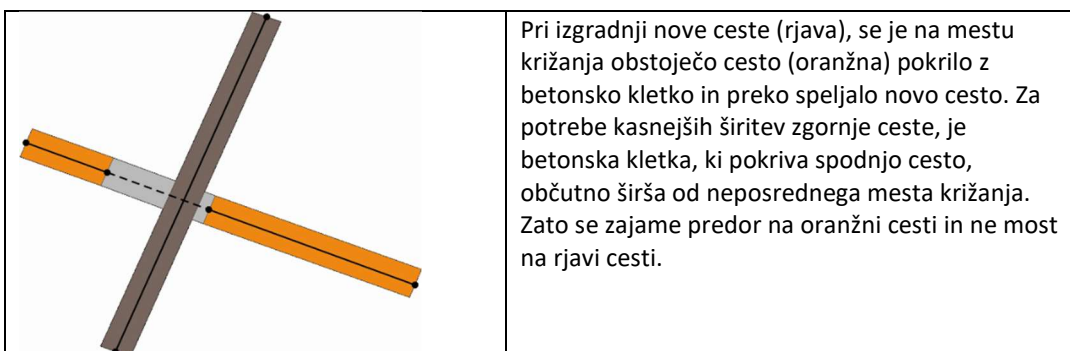 Pri izgradnji nove ceste (rjava), se je na mestu
križanja obstoječo cesto (oranžna) pokrilo z
betonsko kletko in preko speljalo novo cesto. Za
potrebe kasnejših širitev zgornje ceste, je
betonska kletka, ki pokriva spodnjo cesto,
občutno širša od neposrednega mesta križanja.
Zato se zajame predor na oranžni cesti in ne most
na rjavi cesti.